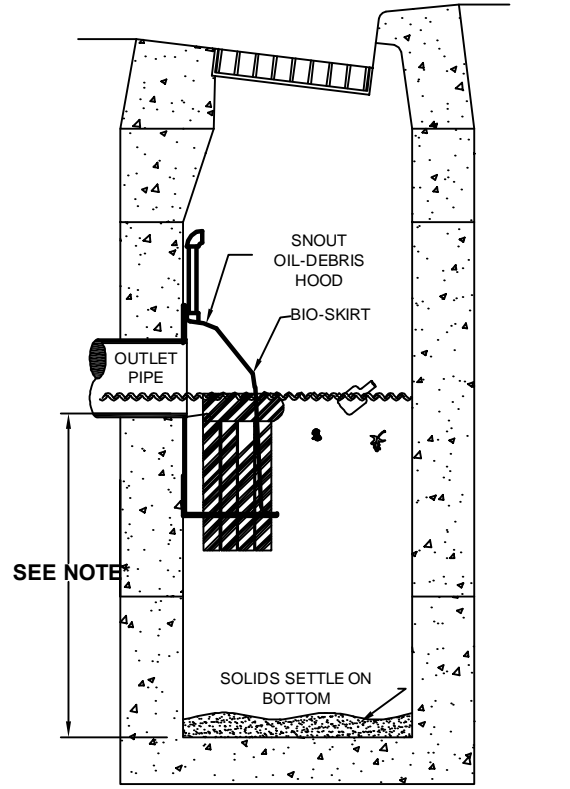 SNOUT
OIL-DEBRIS
HOOD
BIO-SKIRT
OUTLET
PIPE
SEE NOTE*
SOLIDS SETTLE ON
BOTTOM